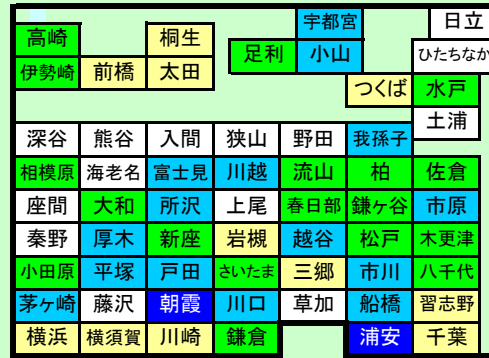 宇都宮 日立
高崎 桐生 足利 小山 ひたちなか
伊勢崎 前橋 太田
つくば 水戸
土浦
深谷 熊谷 入間 狭山 野田 我孫子
相模原 海老名 富士見 川越 流山 柏 佐倉
座間 大和 所沢 上尾 春日部 鎌ヶ谷 市原
秦野 厚木 新座 岩槻 越谷 松戸 木更津
小田原 平塚 戸田 さいたま 三郷 市川 八千代
茅ヶ崎 藤沢 朝霞 川口 草加 船橋 習志野
横浜 横須賀 川崎 鎌倉 浦安 千葉